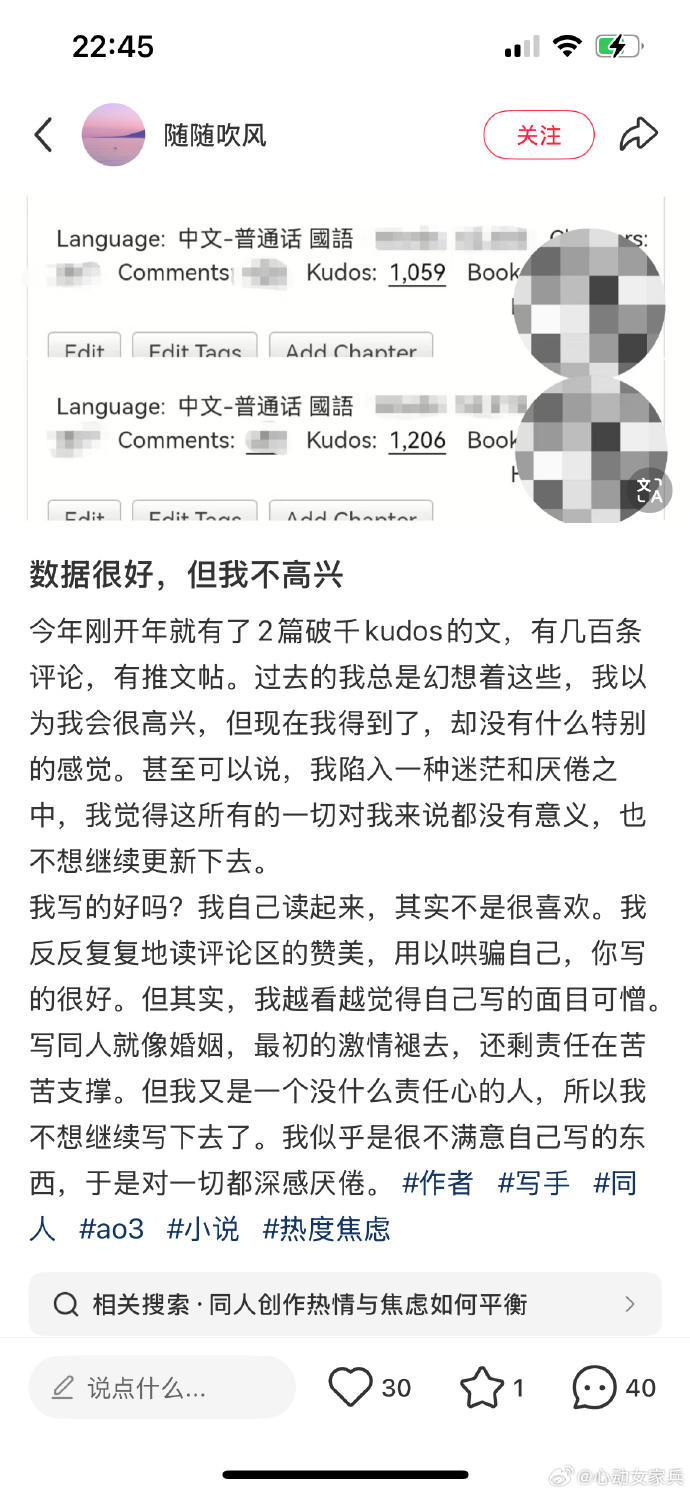 22:45
随随吹风
关注
Language: 中文-普通话 國語
Comments
Kudos: 1,059
Edit
Edit Tags
Add Chapter
Language: 中文-普通话 國語
Comments:
Kudos: 1,206
Edit
Edit Tags
Add Chapter
数据很好，但我不高兴
今年刚开年就有了2篇破千kudos的文，有几百条
评论，有推文帖。过去的我总是幻想着这些，我以
为我会很高兴，但现在我得到了，却没有什么特别
的感觉。甚至可以说，我陷入一种迷茫和厌倦之
中，我觉得这所有的一切对我来说都没有意义，也
不想继续更新下去。
我写的好吗？我自己读起来，其实不是很喜欢。我
反反复复地读评论区的赞美，用以哄骗自己，你写
的很好。但其实，我越看越觉得自己写的面目可憎。
写同人就像婚姻，最初的激情褪去，还剩责任在苦
苦支撑。但我又是一个没什么责任心的人，所以我
不想继续写下去了。我似乎是很不满意自己写的东
西，于是对一切都深感厌倦。 #作者 #写手 #同
人 #ao3 #小说 #热度焦虑
相关搜索·同人创作热情与焦虑如何平衡
说点什么...
30
1
40
@心动女家兵